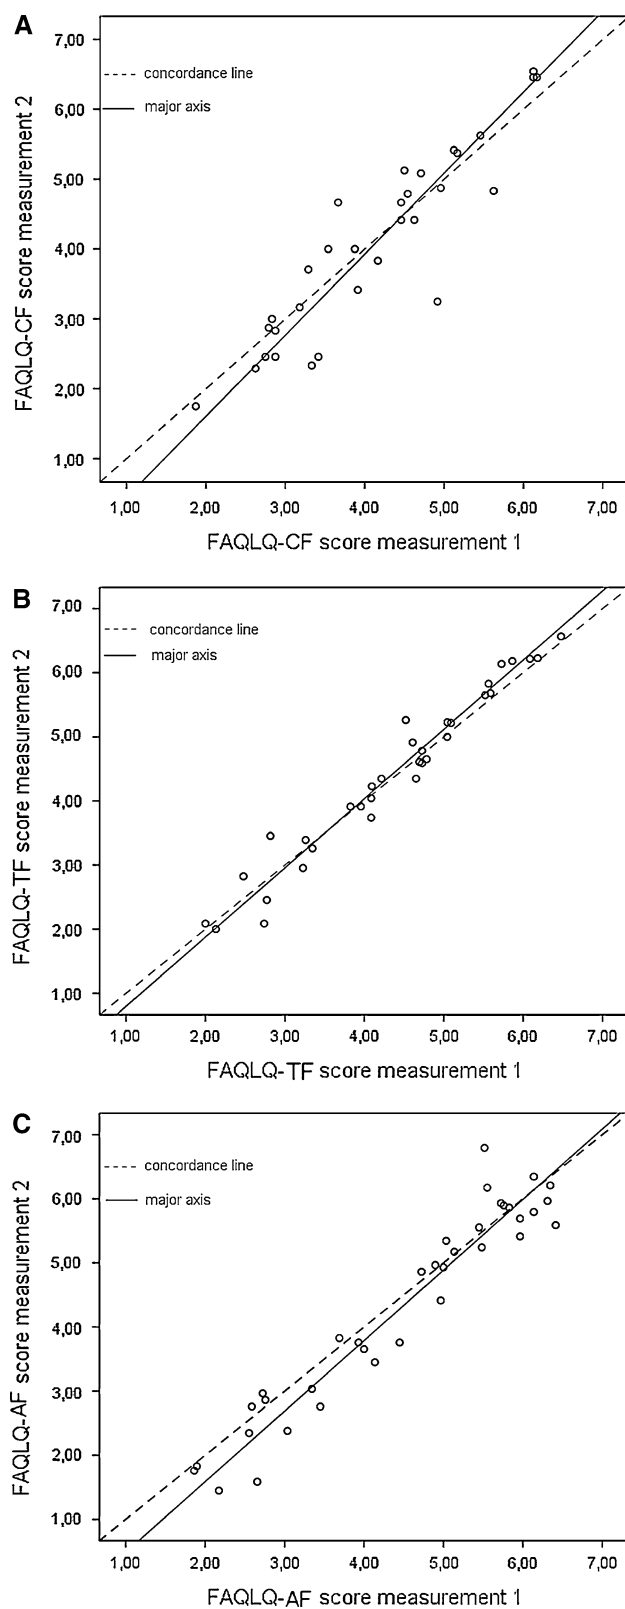 A
7,00
concordance line
6,00
major axis
5,00
4,00
3,00
2,00
1,00
FAQLQ-CF score measurement 2
1,00 2,00 3,00 4,00 5,00 6,00 7,00
FAQLQ-CF score measurement 1
B
7,00
concordance line
major axis
6,00
5,00
4,00
3,00
2,00
1,00
FAQLQ-TF score measurement 2
1,00 2,00 3,00 4,00 5,00 6,00 7,00
FAQLQ-TF score measurement 1
C
7,00
concordance line
6,00
major axis
5,00
4,00
3,00
2,00
1,00
FAQLQ-AF score measurement 2
1,00 2,00 3,00 4,00 5,00 6,00 7,00
FAQLQ-AF score measurement 1